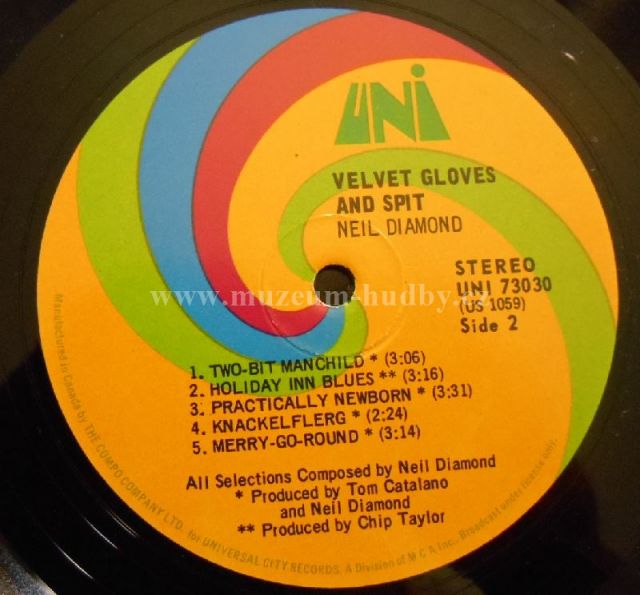 UNI
VELVET GLOVES
AND SPIT
NEIL DIAMOND
STEREO
UNI 73030
(US 1059)
Side 2
www.muzeum-hudby.cz
1. TWO-BIT MANCHILD * (3:06)
2. HOLIDAY INN BLUES ** (3:16)
3. PRACTICALLY NEWBORN * (3:31)
4. KNACKELFLERG * (2:24)
5. MERRY-GO-ROUND * (3:14)
All Selections Composed by Neil Diamond
* Produced by Tom Catalano
and Neil Diamond
** Produced by Chip Taylor
Manufactured in Canada by THE COMPO COMPANY LTD. for UNIVERSAL CITY RECORDS, A Division of M C A Inc., Broadcast under licence only.